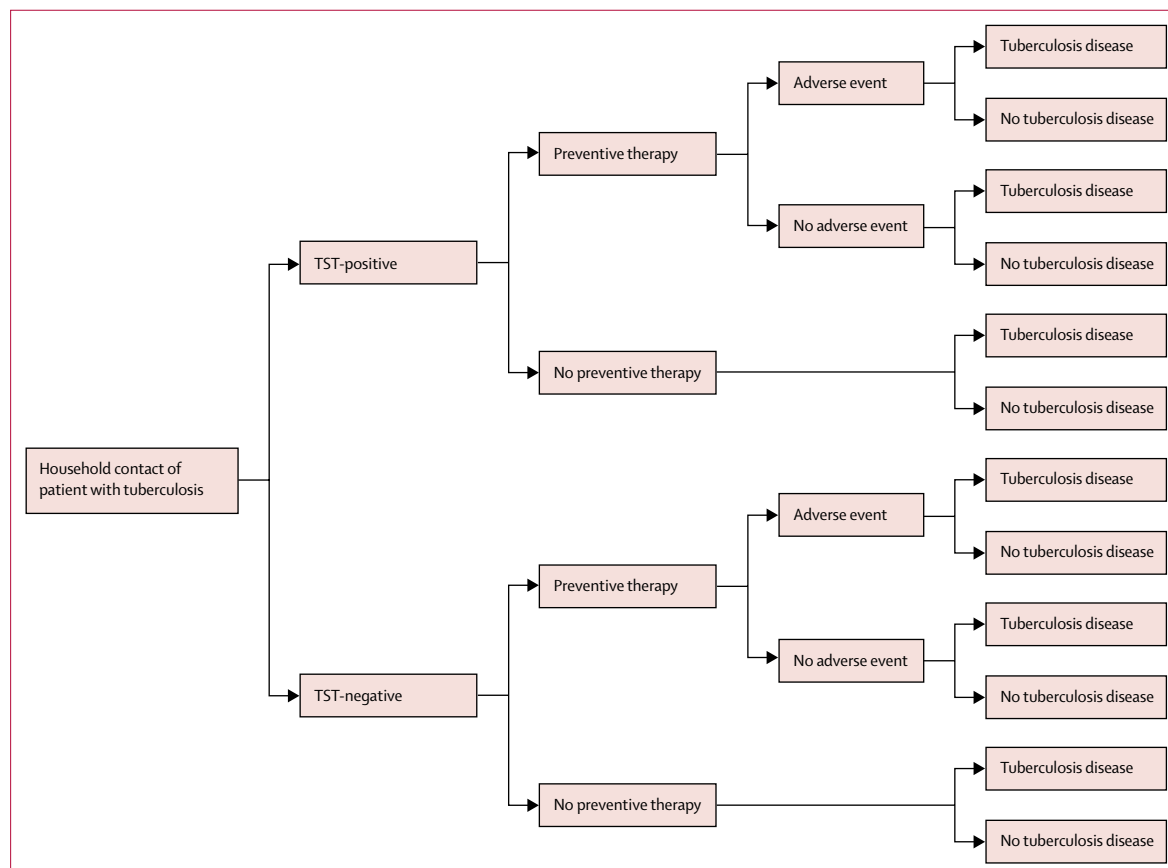 Tuberculosis disease
Adverse event
No tuberculosis disease
Preventive therapy
Tuberculosis disease
No adverse event
No tuberculosis disease
TST-positive
Tuberculosis disease
No preventive therapy
No tuberculosis disease
Household contact of
patient with tuberculosis
Tuberculosis disease
Adverse event
No tuberculosis disease
Preventive therapy
Tuberculosis disease
No adverse event
No tuberculosis disease
TST-negative
Tuberculosis disease
No preventive therapy
No tuberculosis disease